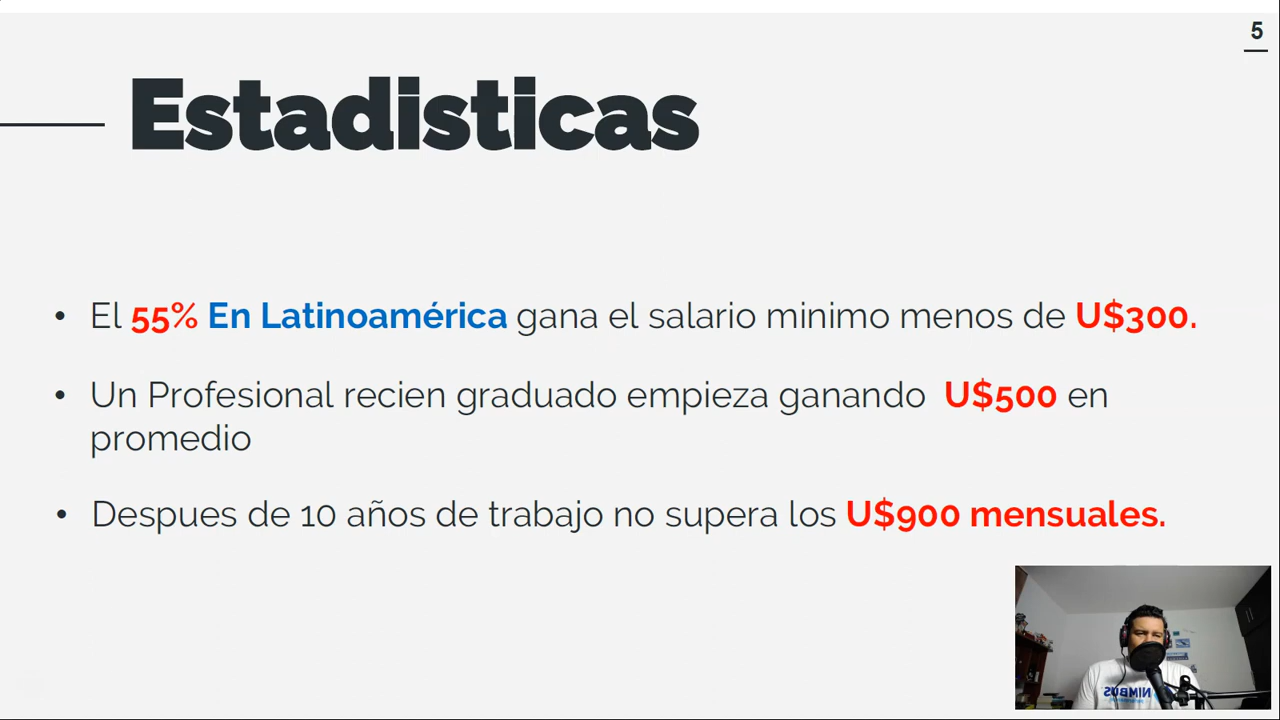 5
Estadisticas
• El 55% En Latinoamérica gana el salario minimo menos de U$300.
• Un Profesional recien graduado empieza ganando U$500 en
promedio
• Despues de 10 años de trabajo no supera los U$900 mensuales.
NIMBUS